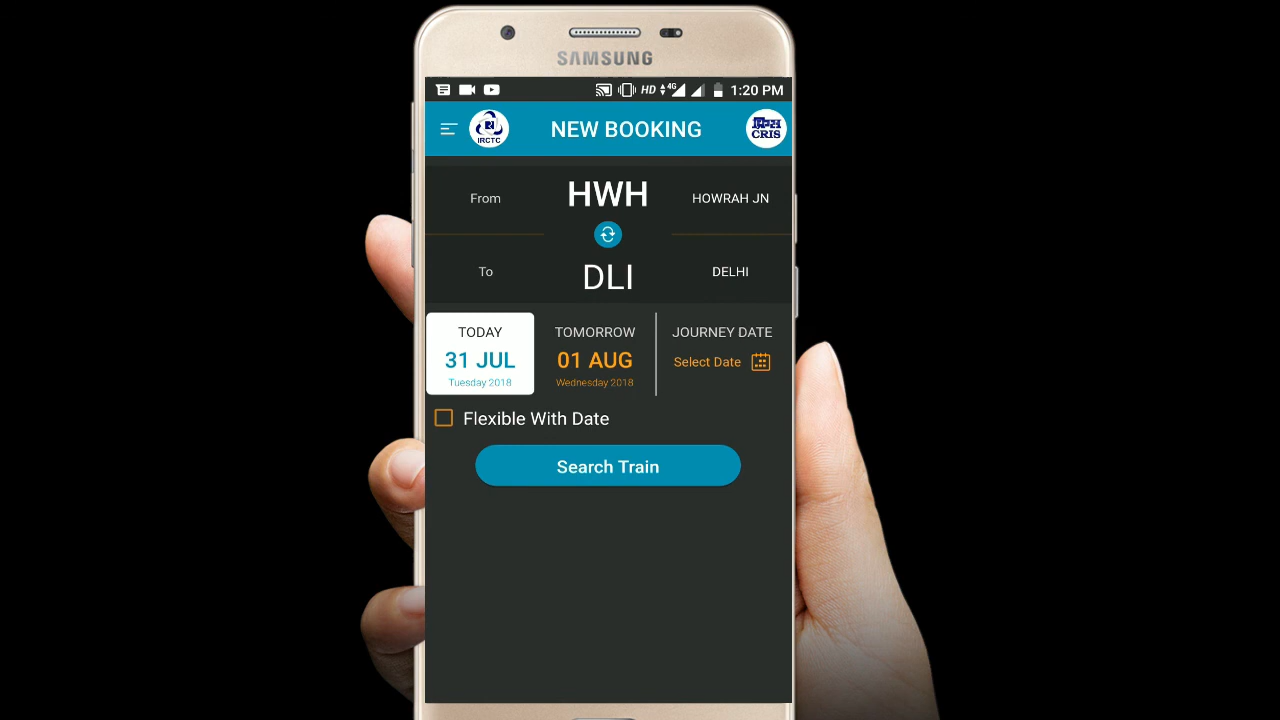 SAMSUNG
HD 4G 1:20 PM
IRCTC
NEW BOOKING
क्रिस
CRIS
From HWH HOWRAH JN
To DLI DELHI
TODAY TOMORROW JOURNEY DATE
31 JUL 01 AUG Select Date
Tuesday 2018 Wednesday 2018
Flexible With Date
Search Train